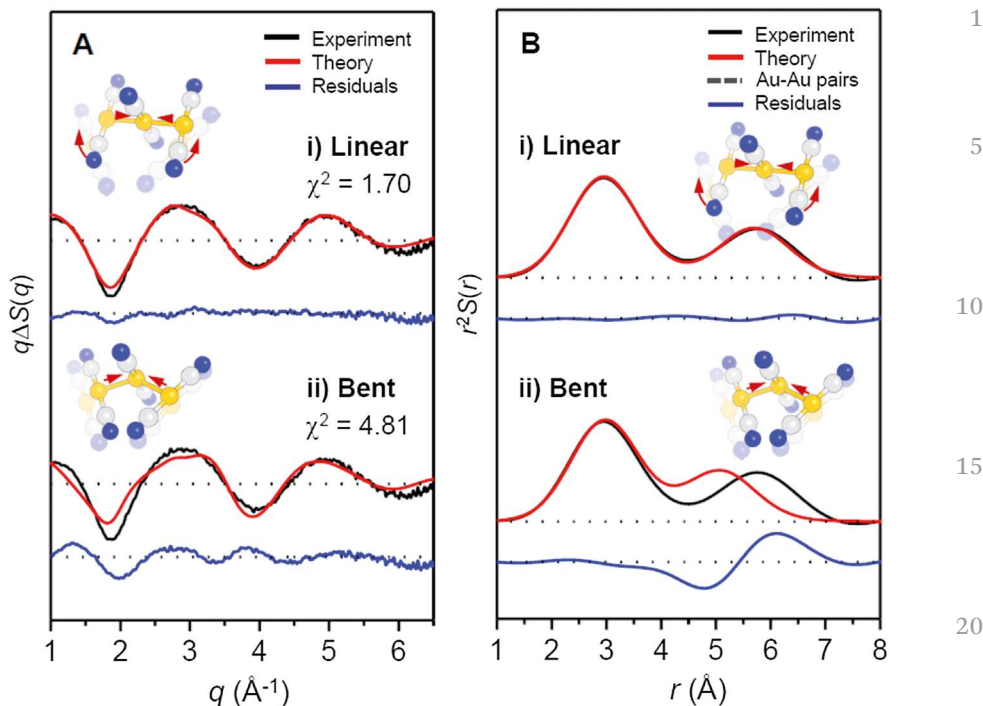 A
Experiment
Theory
Residuals
i) Linear
χ² = 1.70
ii) Bent
χ² = 4.81
qΔS(q)
1 2 3 4 5 6
q (Å⁻¹)
B
Experiment
Theory
Au-Au pairs
Residuals
i) Linear
ii) Bent
r²S(r)
1 2 3 4 5 6 7 8
r (Å)
1
5
10
15
20